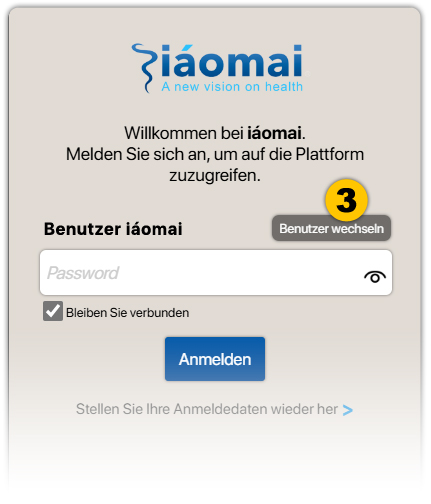 iáomai
A new vision on health
Willkommen bei iáomai.
Melden Sie sich an, um auf die Plattform
zuzugreifen.
3
Benutzer iáomai
Benutzer wechseln
Password
Bleiben Sie verbunden
Anmelden
Stellen Sie Ihre Anmeldedaten wieder her >